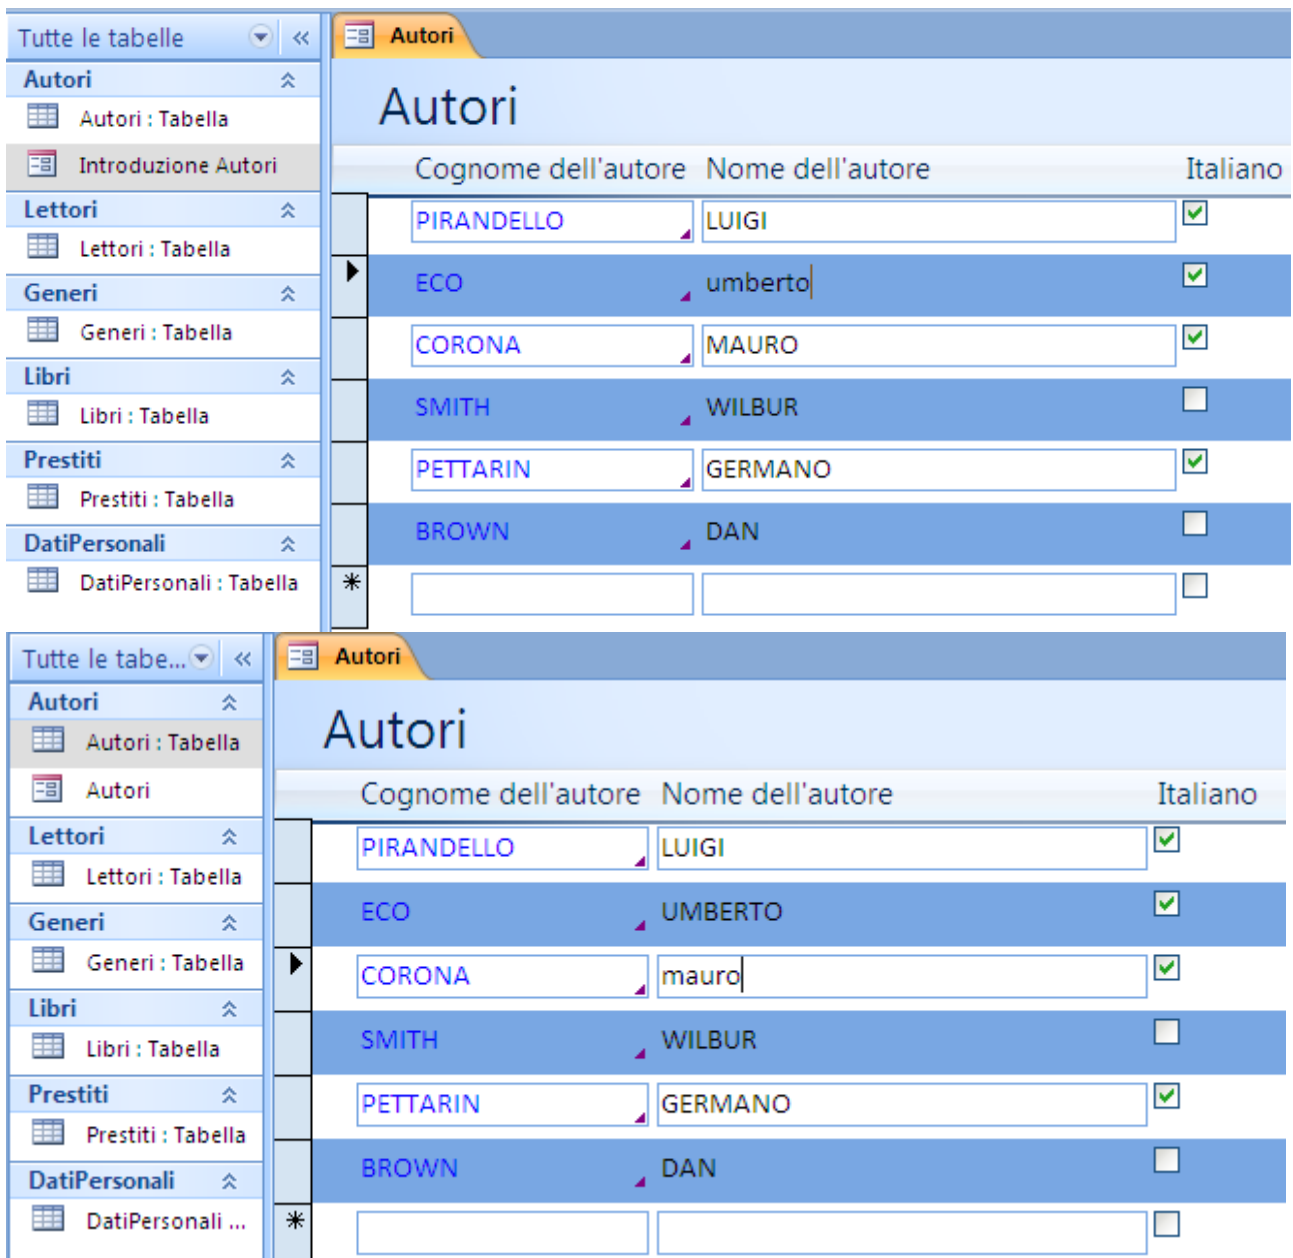 Tutte le tabelle
Autori
Autori : Tabella
Introduzione Autori
Lettori
Lettori : Tabella
Generi
Generi : Tabella
Libri
Libri : Tabella
Prestiti
Prestiti : Tabella
DatiPersonali
DatiPersonali : Tabella
Autori
Autori
Cognome dell'autore Nome dell'autore Italiano
PIRANDELLO LUIGI
ECO umberto
CORONA MAURO
SMITH WILBUR
PETTARIN GERMANO
BROWN DAN
Tutte le tabe...
Autori
Autori : Tabella
Autori
Lettori
Lettori : Tabella
Generi
Generi : Tabella
Libri
Libri : Tabella
Prestiti
Prestiti : Tabella
DatiPersonali
DatiPersonali ...
Autori
Autori
Cognome dell'autore Nome dell'autore Italiano
PIRANDELLO LUIGI
ECO UMBERTO
CORONA mauro
SMITH WILBUR
PETTARIN GERMANO
BROWN DAN